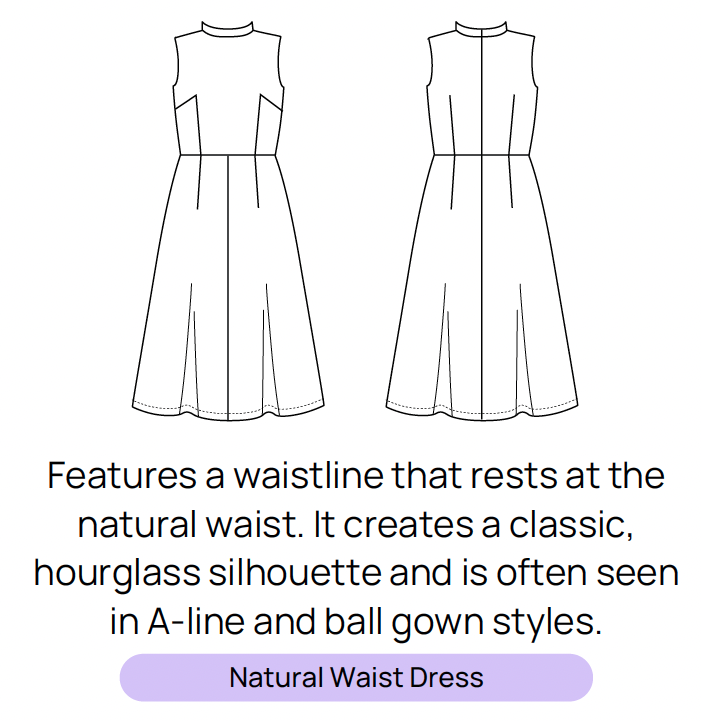 Features a waistline that rests at the
natural waist. It creates a classic,
hourglass silhouette and is often seen
in A-line and ball gown styles.
Natural Waist Dress